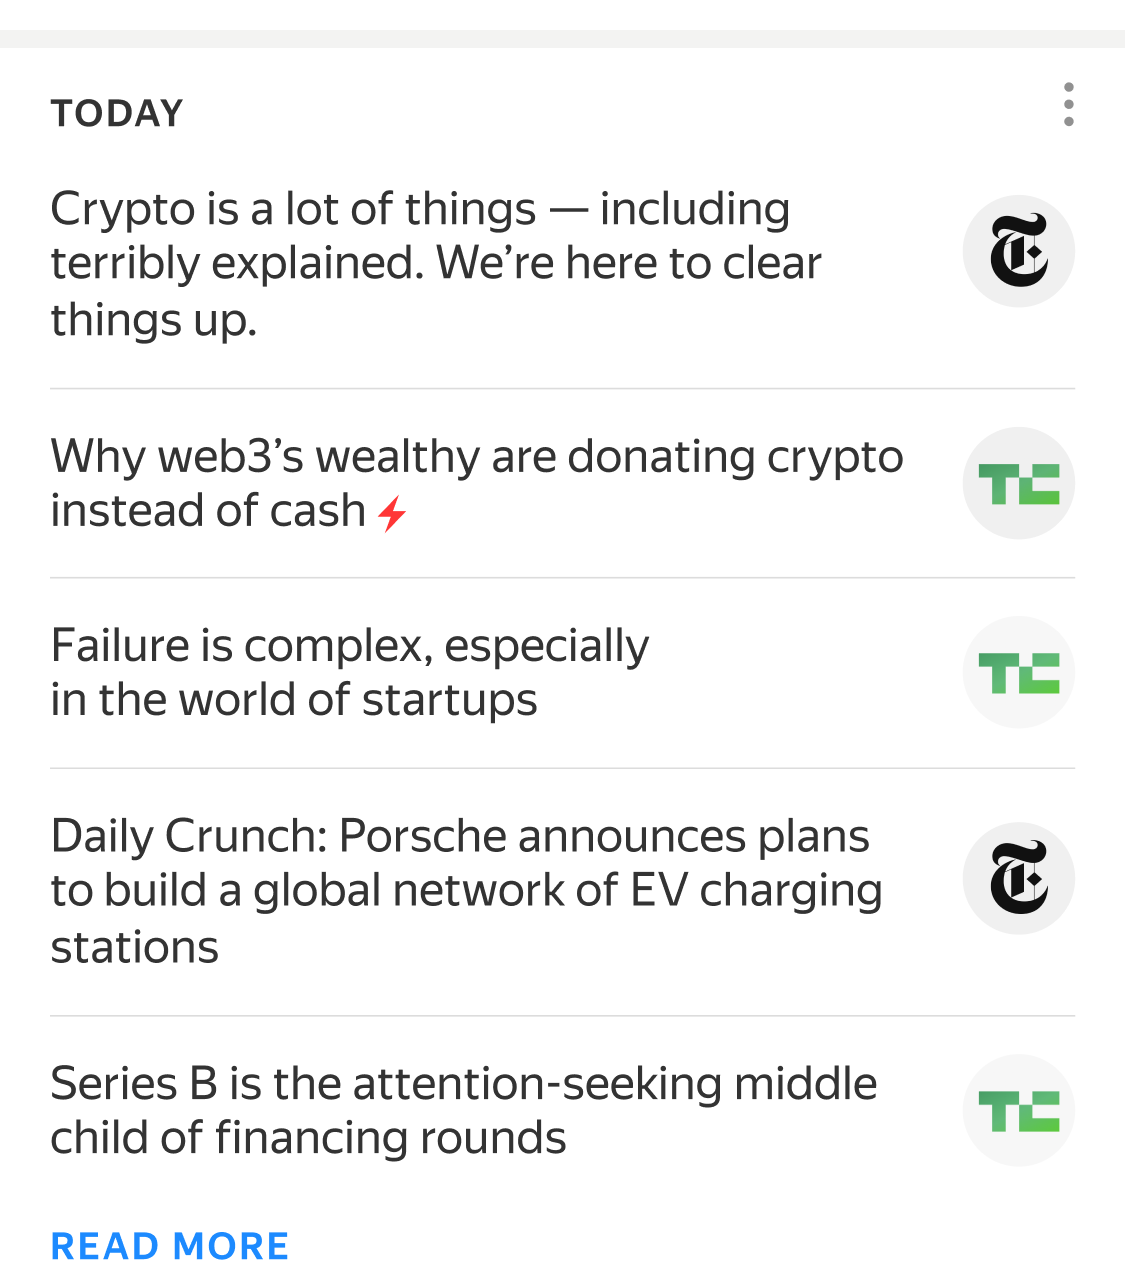 TODAY
Crypto is a lot of things — including
terribly explained. We’re here to clear
things up.
Why web3’s wealthy are donating crypto
instead of cash
Failure is complex, especially
in the world of startups
Daily Crunch: Porsche announces plans
to build a global network of EV charging
stations
Series B is the attention-seeking middle
child of financing rounds
READ MORE